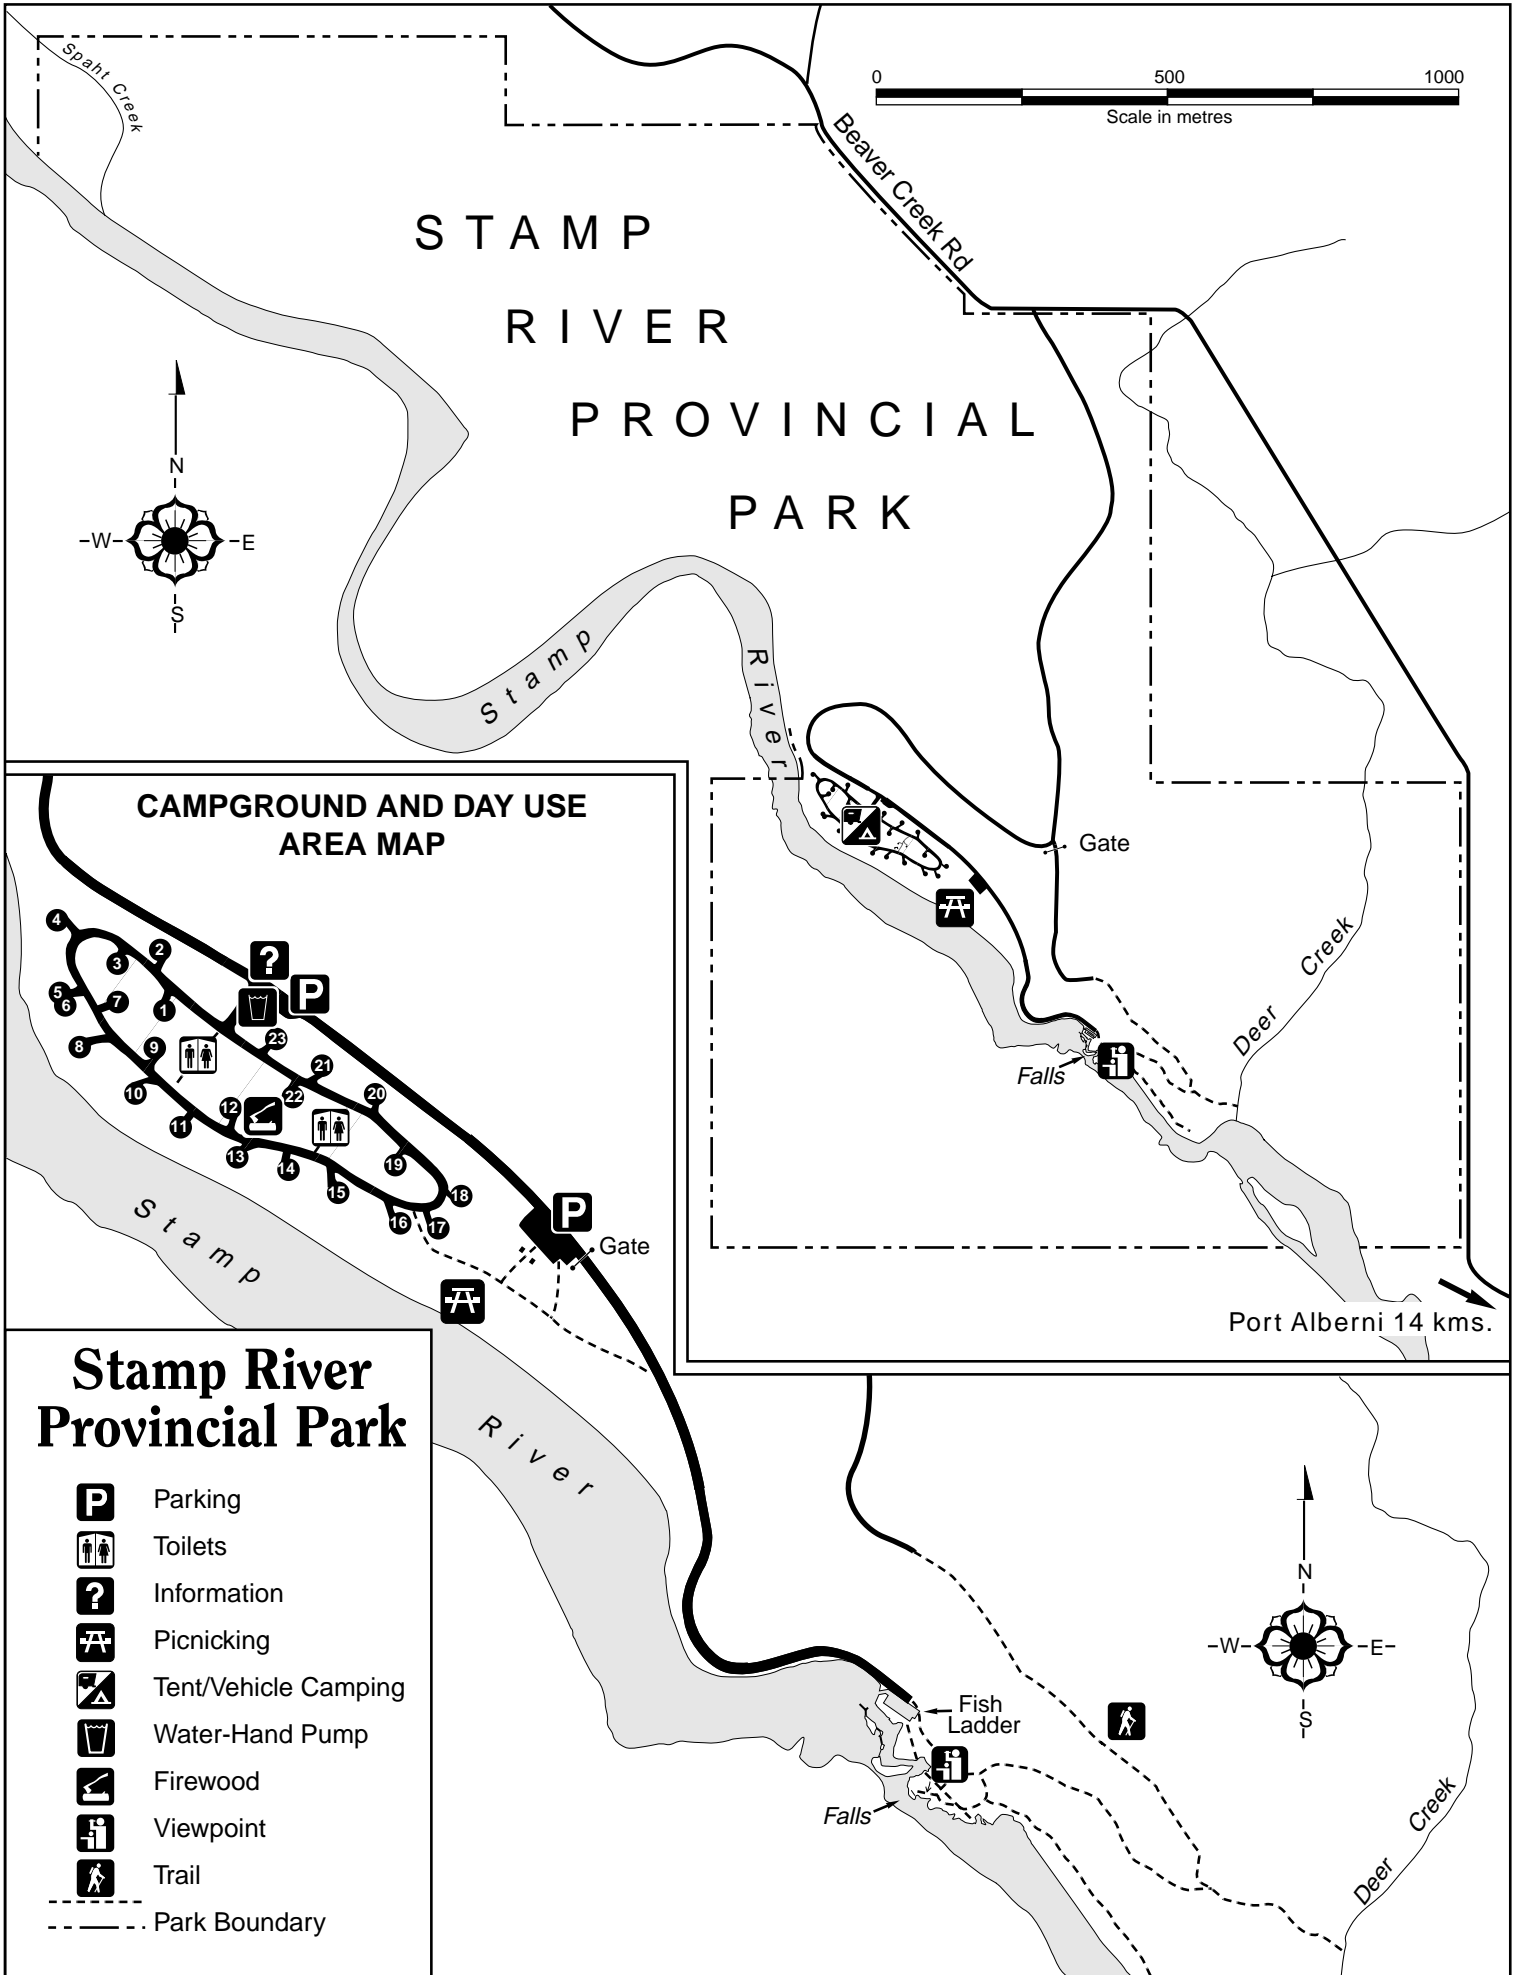 Spaht Creek
0 500 1000
Scale in metres
Beaver Creek Rd
STAMP
RIVER
PROVINCIAL
PARK
N
W E
S
Stamp
River
Gate
Deer Creek
Falls
Port Alberni 14 kms.
CAMPGROUND AND DAY USE
AREA MAP
4
2
3
?
P
5
6
7
1
23
8
9
21
10
22
20
12
11
13
14
19
15
18
16
17
P
Gate
Stamp
River
Stamp River
Provincial Park
P Parking
Toilets
? Information
Picnicking
Tent/Vehicle Camping
Water-Hand Pump
Firewood
Viewpoint
Trail
Park Boundary
N
W E
S
Fish
Ladder
Falls
Deer Creek